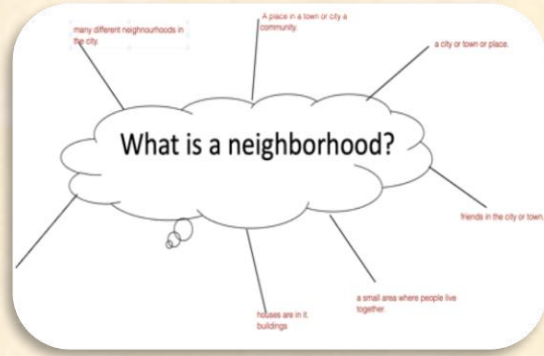 A place in a town or city a
community.
many different neighnourhoods in
the city.
a city or town or place.
What is a neighborhood?
friends in the city or town.
a small area where people live
together.
houses are in it.
buildings